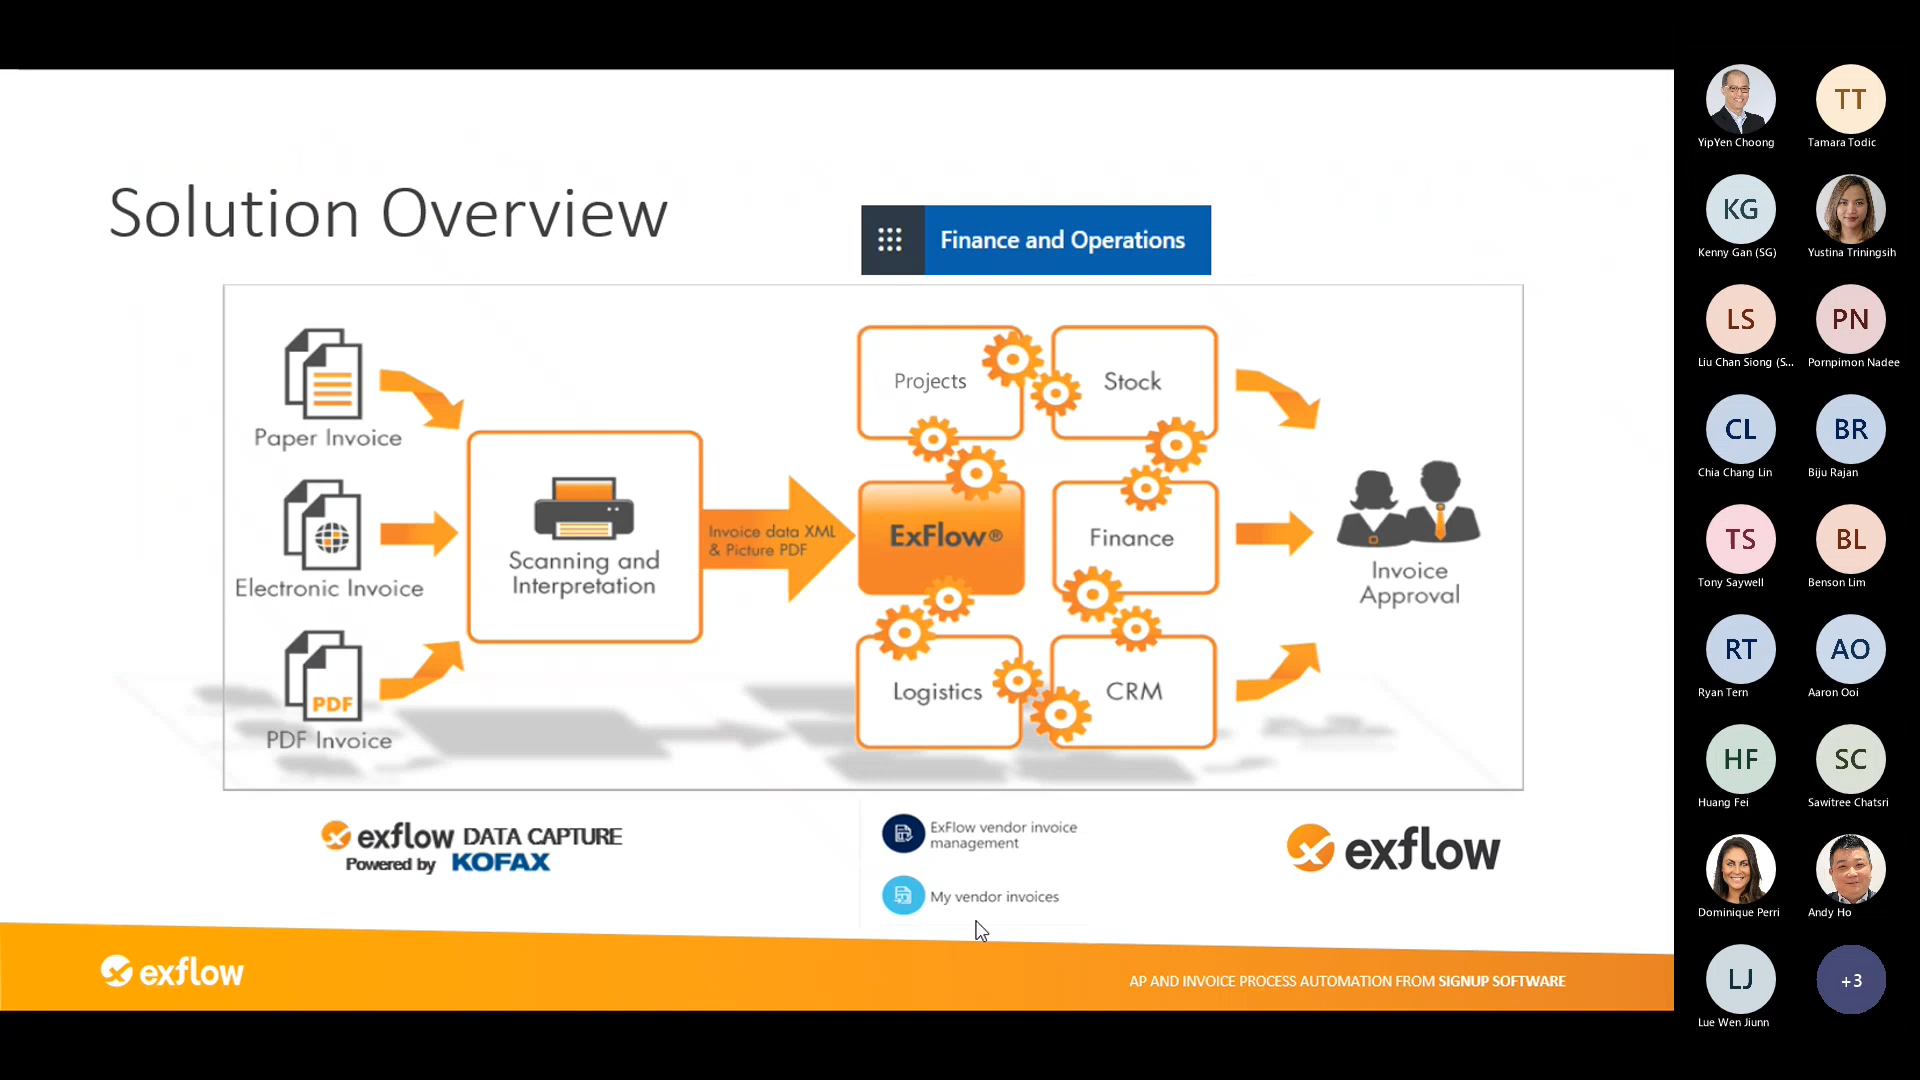 Solution Overview
Finance and Operations
Paper Invoice
Electronic Invoice
PDF
PDF Invoice
Scanning and
Interpretation
Invoice data XML
& Picture PDF
Projects
Stock
ExFlow®
Finance
Logistics
CRM
Invoice
Approval
exflow DATA CAPTURE
Powered by KOFAX
ExFlow vendor invoice
management
My vendor invoices
exflow
exflow
AP AND INVOICE PROCESS AUTOMATION FROM SIGNUP SOFTWARE
YipYen Choong
TT
Tamara Todic
KG
Kenny Gan (SG)
Yustina Triningsih
LS
Liu Chan Siong (S...
PN
Pornpimon Nadee
CL
Chia Chang Lin
BR
Biju Rajan
TS
Tony Saywell
BL
Benson Lim
RT
Ryan Tern
AO
Aaron Ooi
HF
Huang Fei
SC
Sawitree Chatsri
Dominique Perri
Andy Ho
LJ
Lue Wen Jiunn
+3